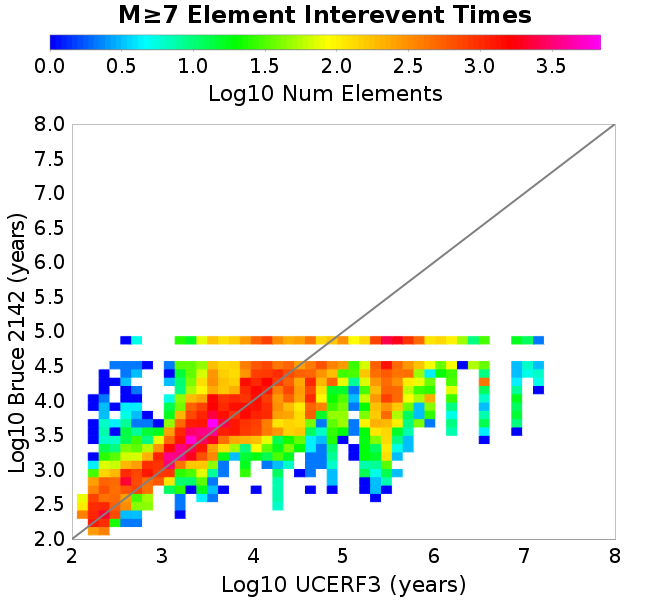 M≥7 Element Interevent Times
0.0 0.5 1.0 1.5 2.0 2.5 3.0 3.5
Log10 Num Elements
Log10 Bruce 2142 (years)
8.0
7.5
7.0
6.5
6.0
5.5
5.0
4.5
4.0
3.5
3.0
2.5
2.0
2 3 4 5 6 7 8
Log10 UCERF3 (years)